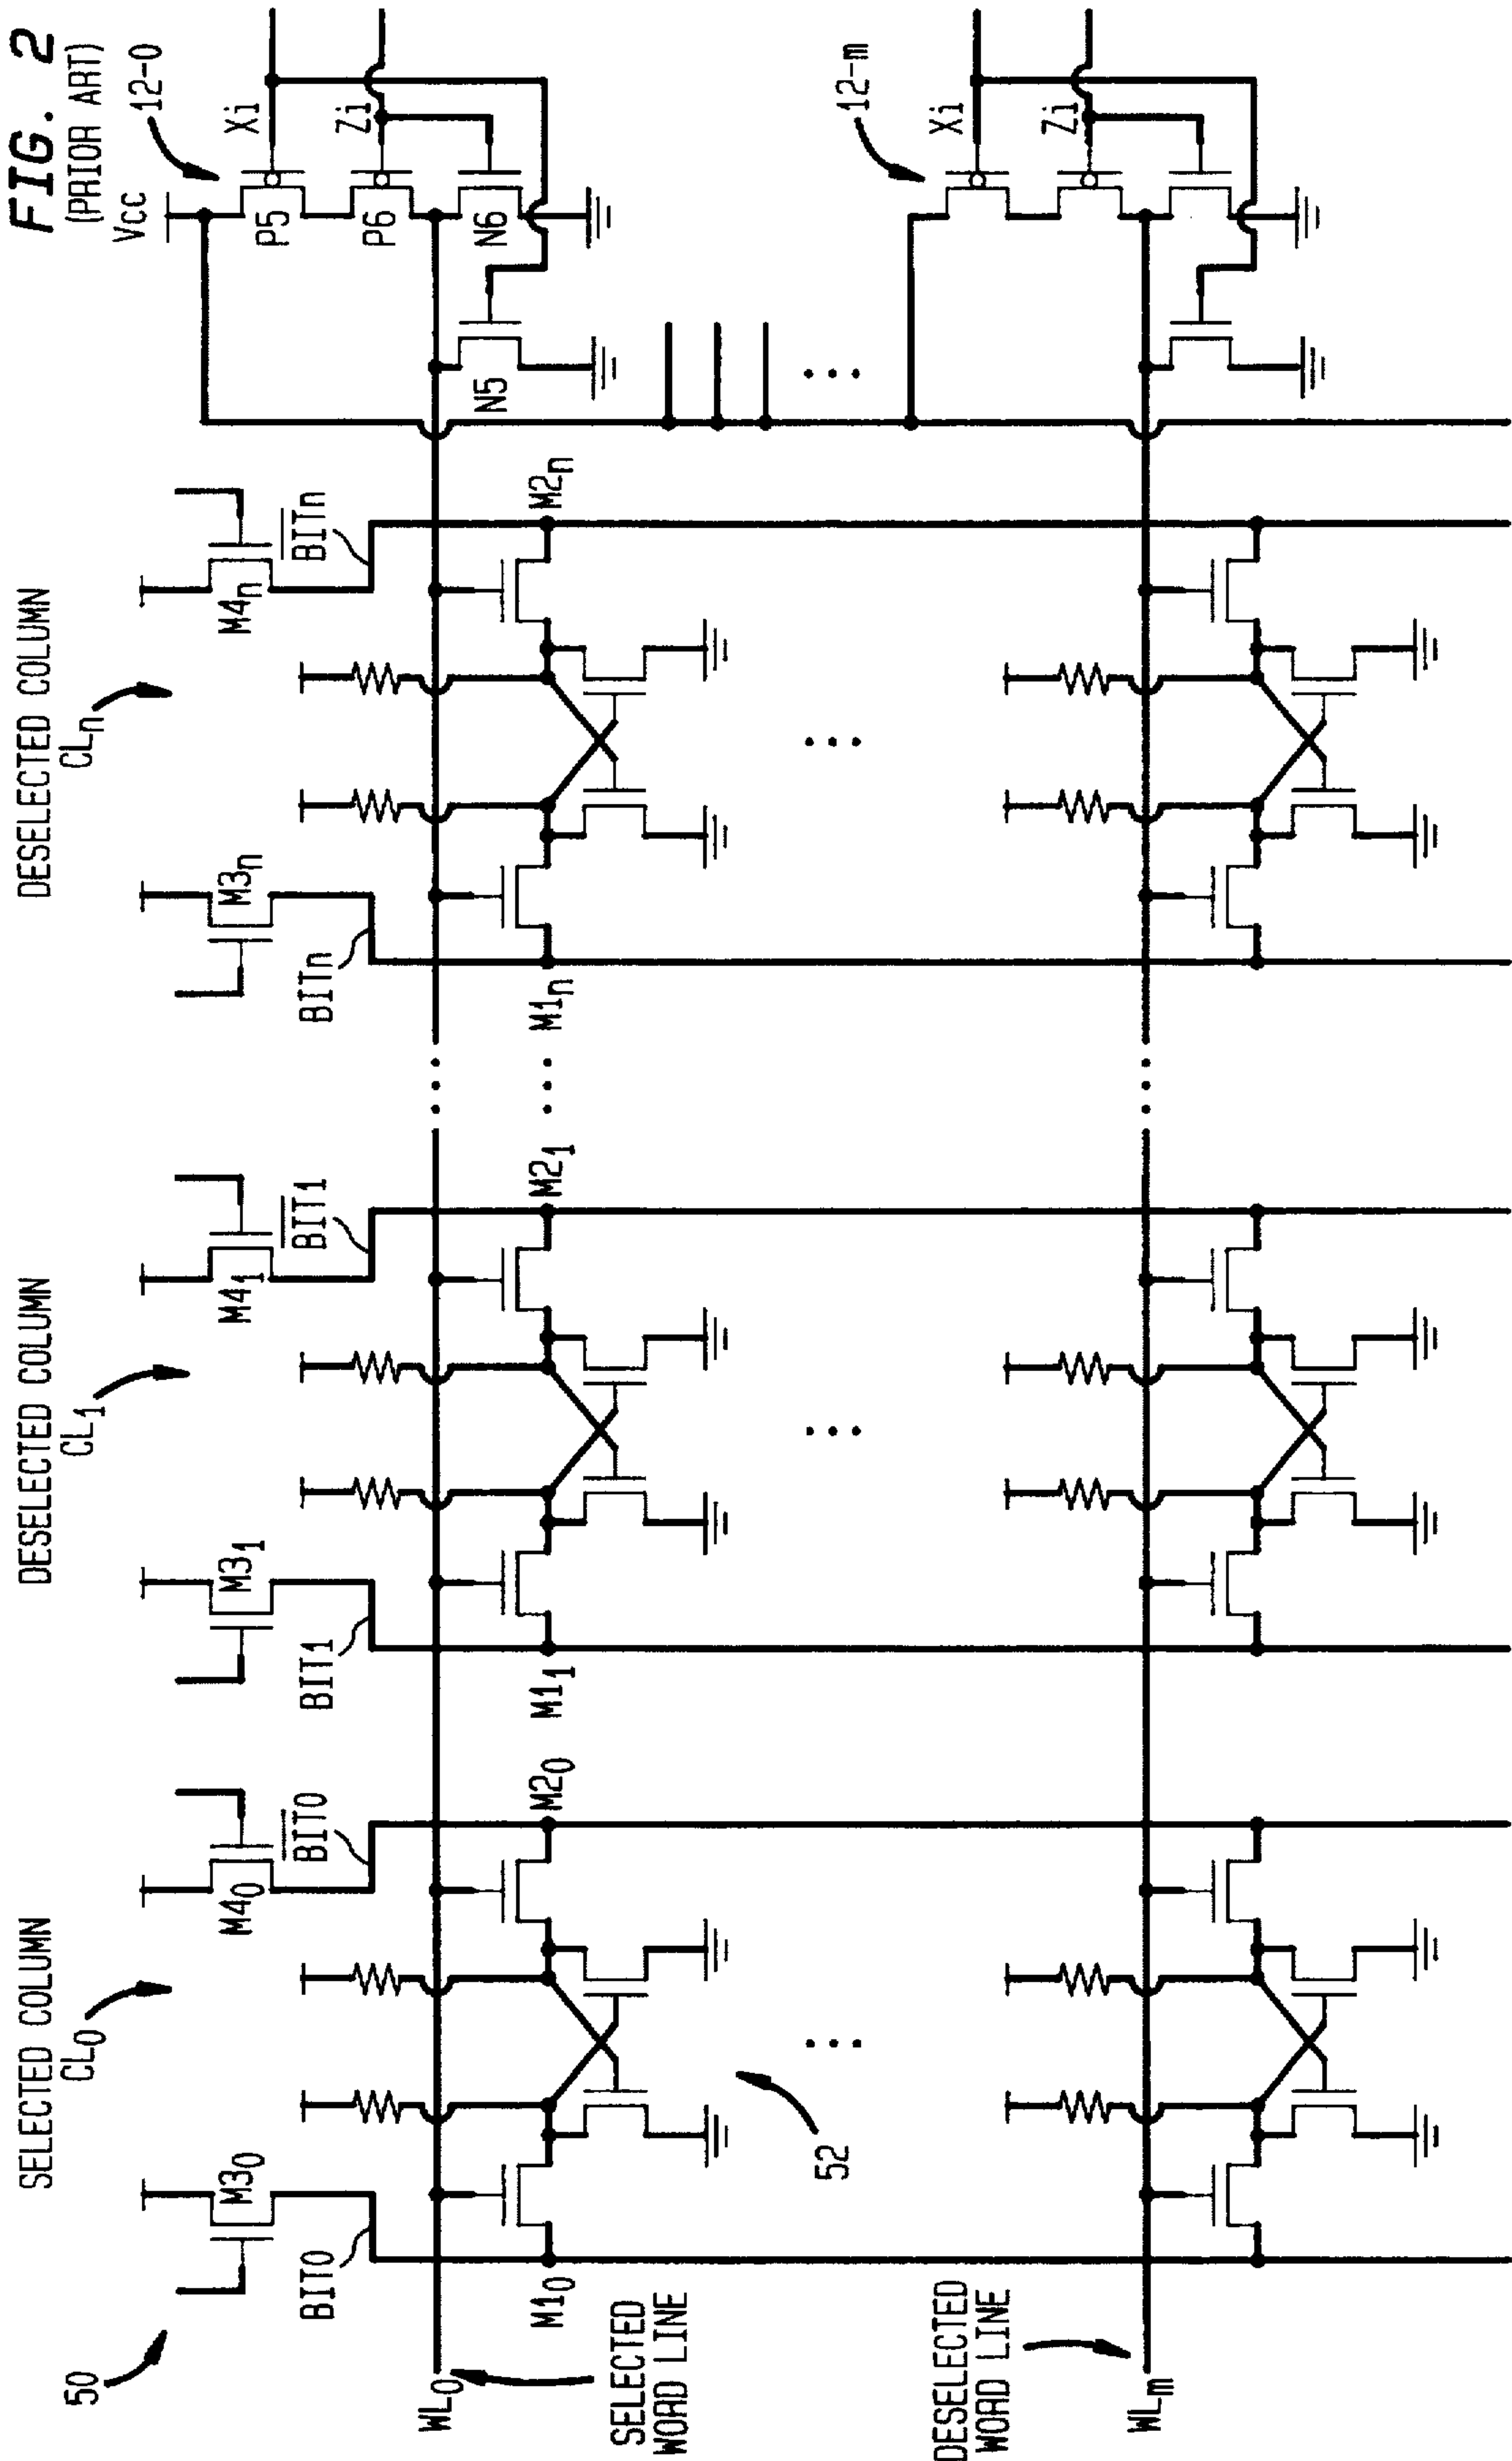 FIG. 2
(PRIOR ART)
SELECTED COLUMN
CL0
DESELECTED COLUMN
CL1
DESELECTED COLUMN
CLn
50
M30
M40
M31
M41
M3n
M4n
Vcc
12-0
BIT0
BIT0
BIT1
BIT1
BITn
BITn
P5
Xi
P6
Zi
N6
N5
WL0
M10
M20
M11
M21
...
M1n
M2n
SELECTED
WORD LINE
52
12-m
Xi
Zi
DESELECTED
WORD LINE
WLm